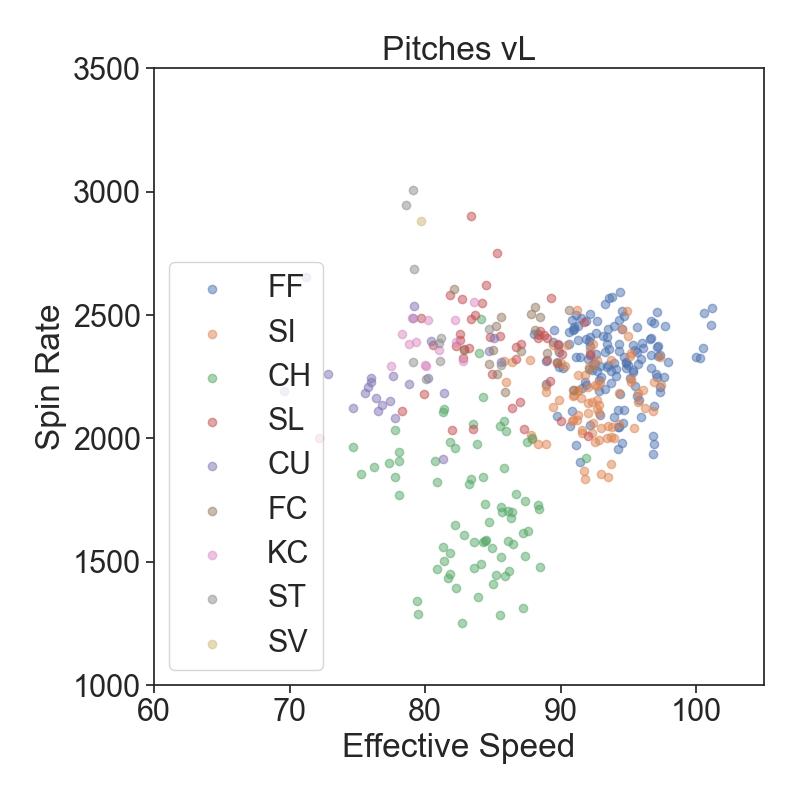 Pitches vL
3500
3000
2500
2000
1500
1000
Spin Rate
FF
SI
CH
SL
CU
FC
KC
ST
SV
60 70 80 90 100
Effective Speed